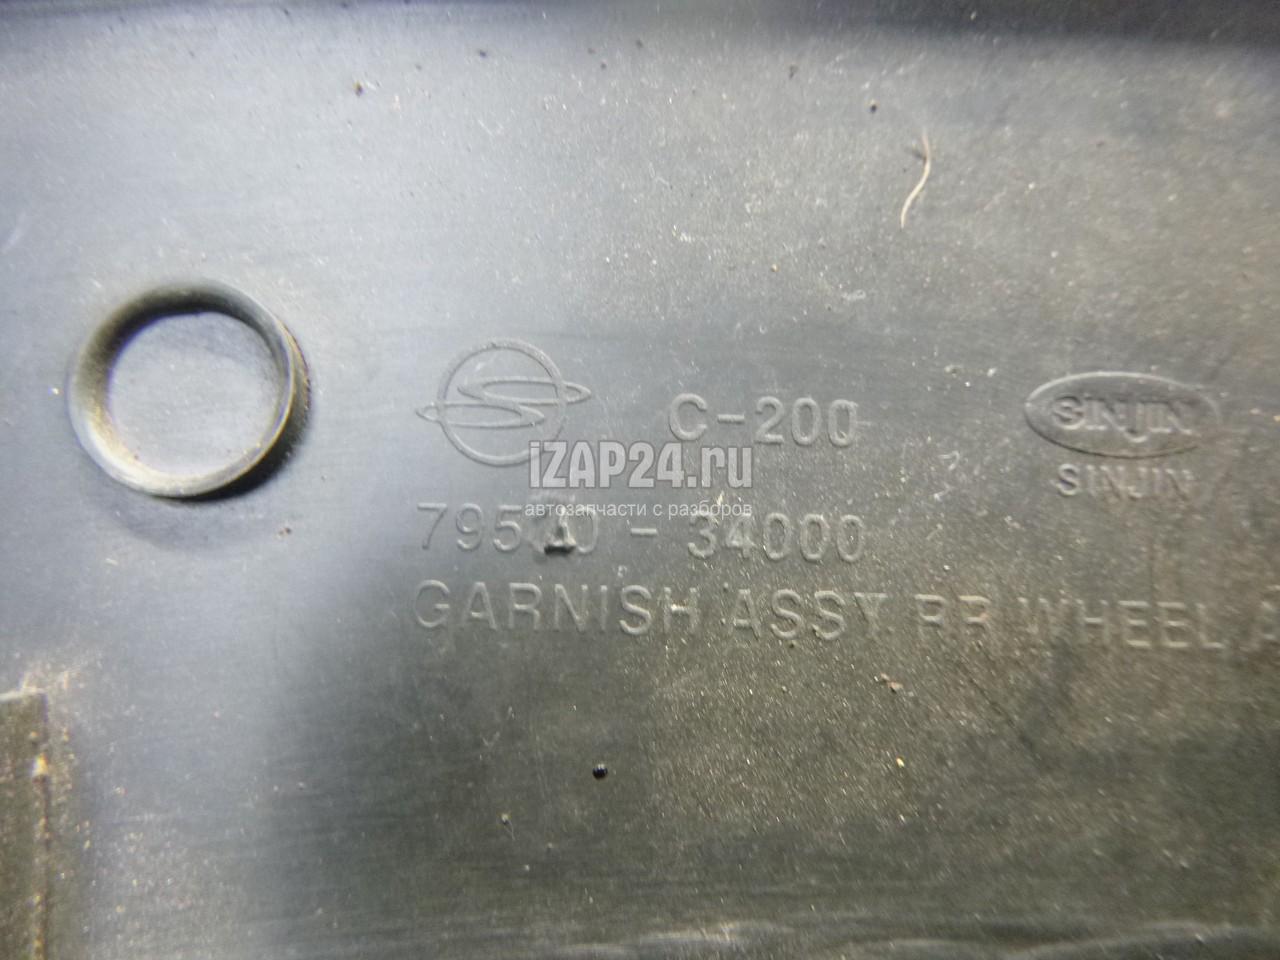 C-200
SiNJIN
SINJIN
iZAP24.ru
автозапчасти с разборов
- 34000
GARNISH ASSY. RR WHEEL